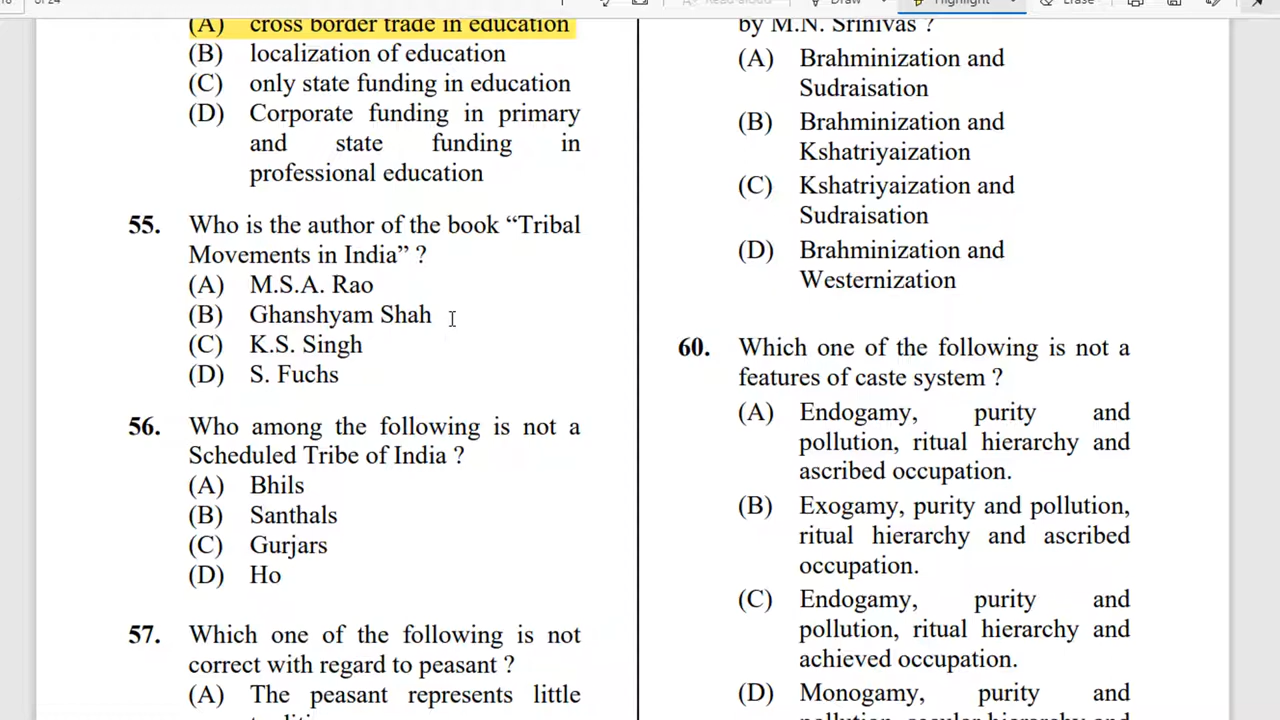 Read aloud
Draw
Highlight
Erase
(A) cross border trade in education
(B) localization of education
(C) only state funding in education
(D) Corporate funding in primary
and state funding in
professional education
55. Who is the author of the book “Tribal
Movements in India” ?
(A) M.S.A. Rao
(B) Ghanshyam Shah
(C) K.S. Singh
(D) S. Fuchs
56. Who among the following is not a
Scheduled Tribe of India ?
(A) Bhils
(B) Santhals
(C) Gurjars
(D) Ho
57. Which one of the following is not
correct with regard to peasant ?
(A) The peasant represents little
by M.N. Srinivas ?
(A) Brahminization and
Sudraisation
(B) Brahminization and
Kshatriyaization
(C) Kshatriyaization and
Sudraisation
(D) Brahminization and
Westernization
60. Which one of the following is not a
features of caste system ?
(A) Endogamy, purity and
pollution, ritual hierarchy and
ascribed occupation.
(B) Exogamy, purity and pollution,
ritual hierarchy and ascribed
occupation.
(C) Endogamy, purity and
pollution, ritual hierarchy and
achieved occupation.
(D) Monogamy, purity and